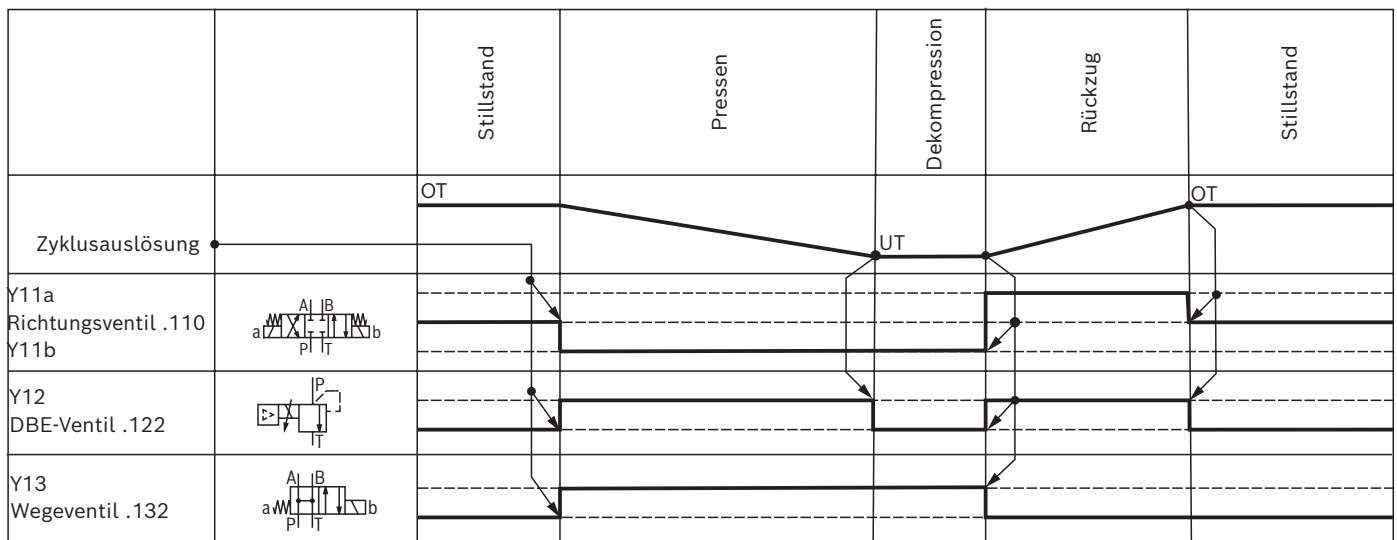 Stillstand
Pressen
Dekompression
Rückzug
Stillstand
OT
OT
Zyklusauslösung
UT
Y11a
Richtungsventil .110
Y11b
A B
a b
P T
Y12
DBE-Ventil .122
P
T
Y13
Wegeventil .132
A B
a b
P T